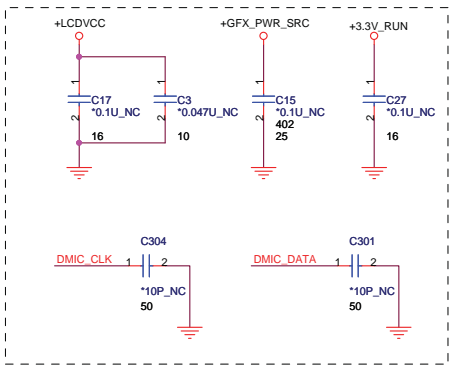 +LCDVCC +GFX_PWR_SRC +3.3V_RUN
1 1 1 1
C17 C3 C15 C27
*0.1U_NC *0.047U_NC *0.1U_NC *0.1U_NC
2 2 2 2
402
16 10 25 16
C304 C301
DMIC_CLK 1 2 DMIC_DATA 1 2
*10P_NC *10P_NC
50 50